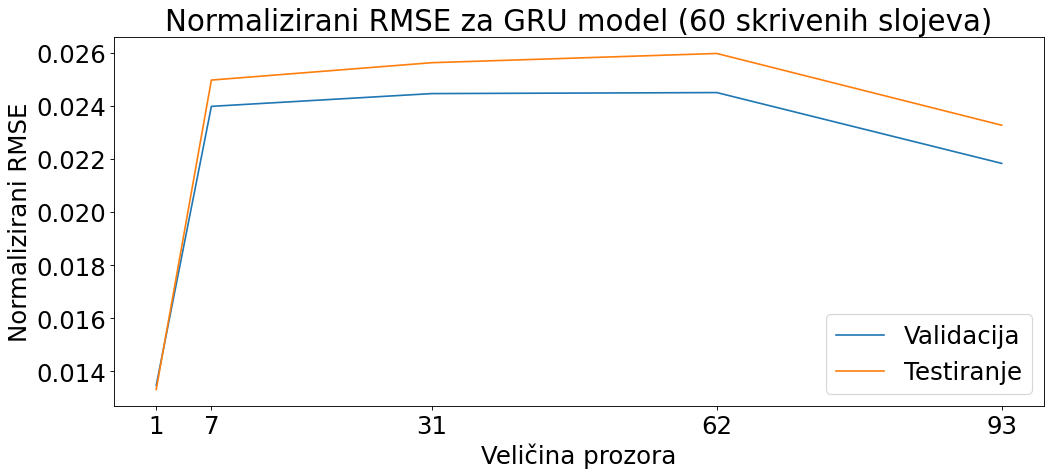 Normalizirani RMSE za GRU model (60 skrivenih slojeva)
Normalizirani RMSE
0.026
0.024
0.022
0.020
0.018
0.016
0.014
Validacija
Testiranje
1 7 31 62 93
Veličina prozora